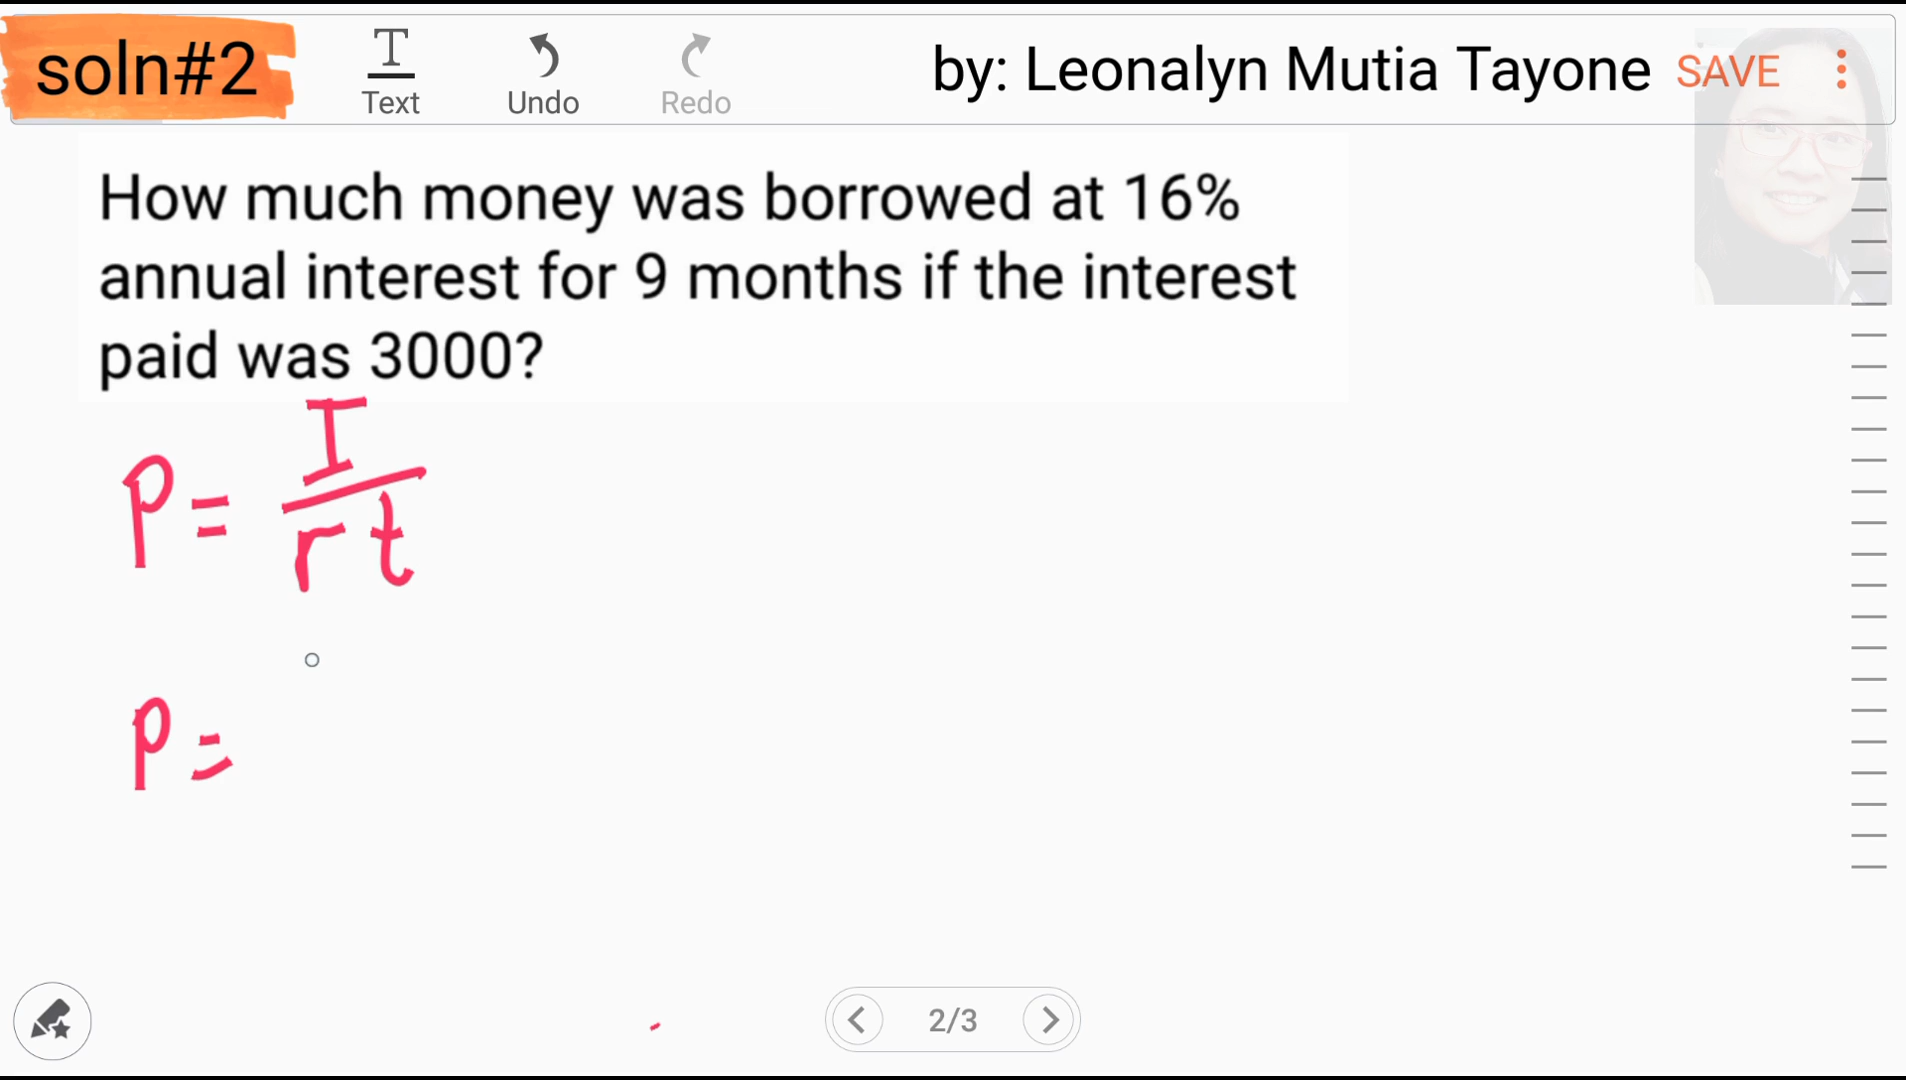 soln#2
Text
Undo
Redo
by: Leonalyn Mutia Tayone
SAVE
How much money was borrowed at 16%
annual interest for 9 months if the interest
paid was 3000?
P = I
rt
P =
2/3